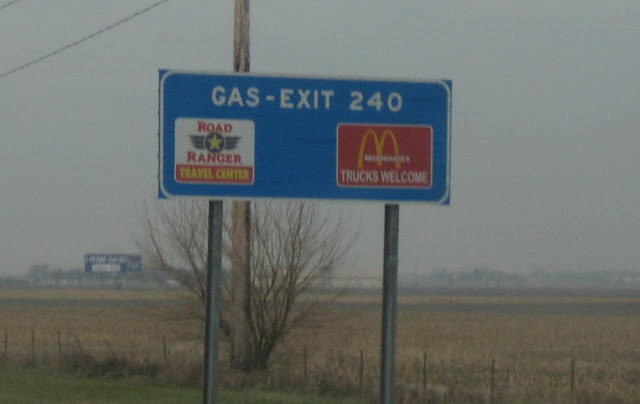 GAS-EXIT 240
ROAD
RANGER
TRAVEL CENTER
McDonald's
TRUCKS WELCOME